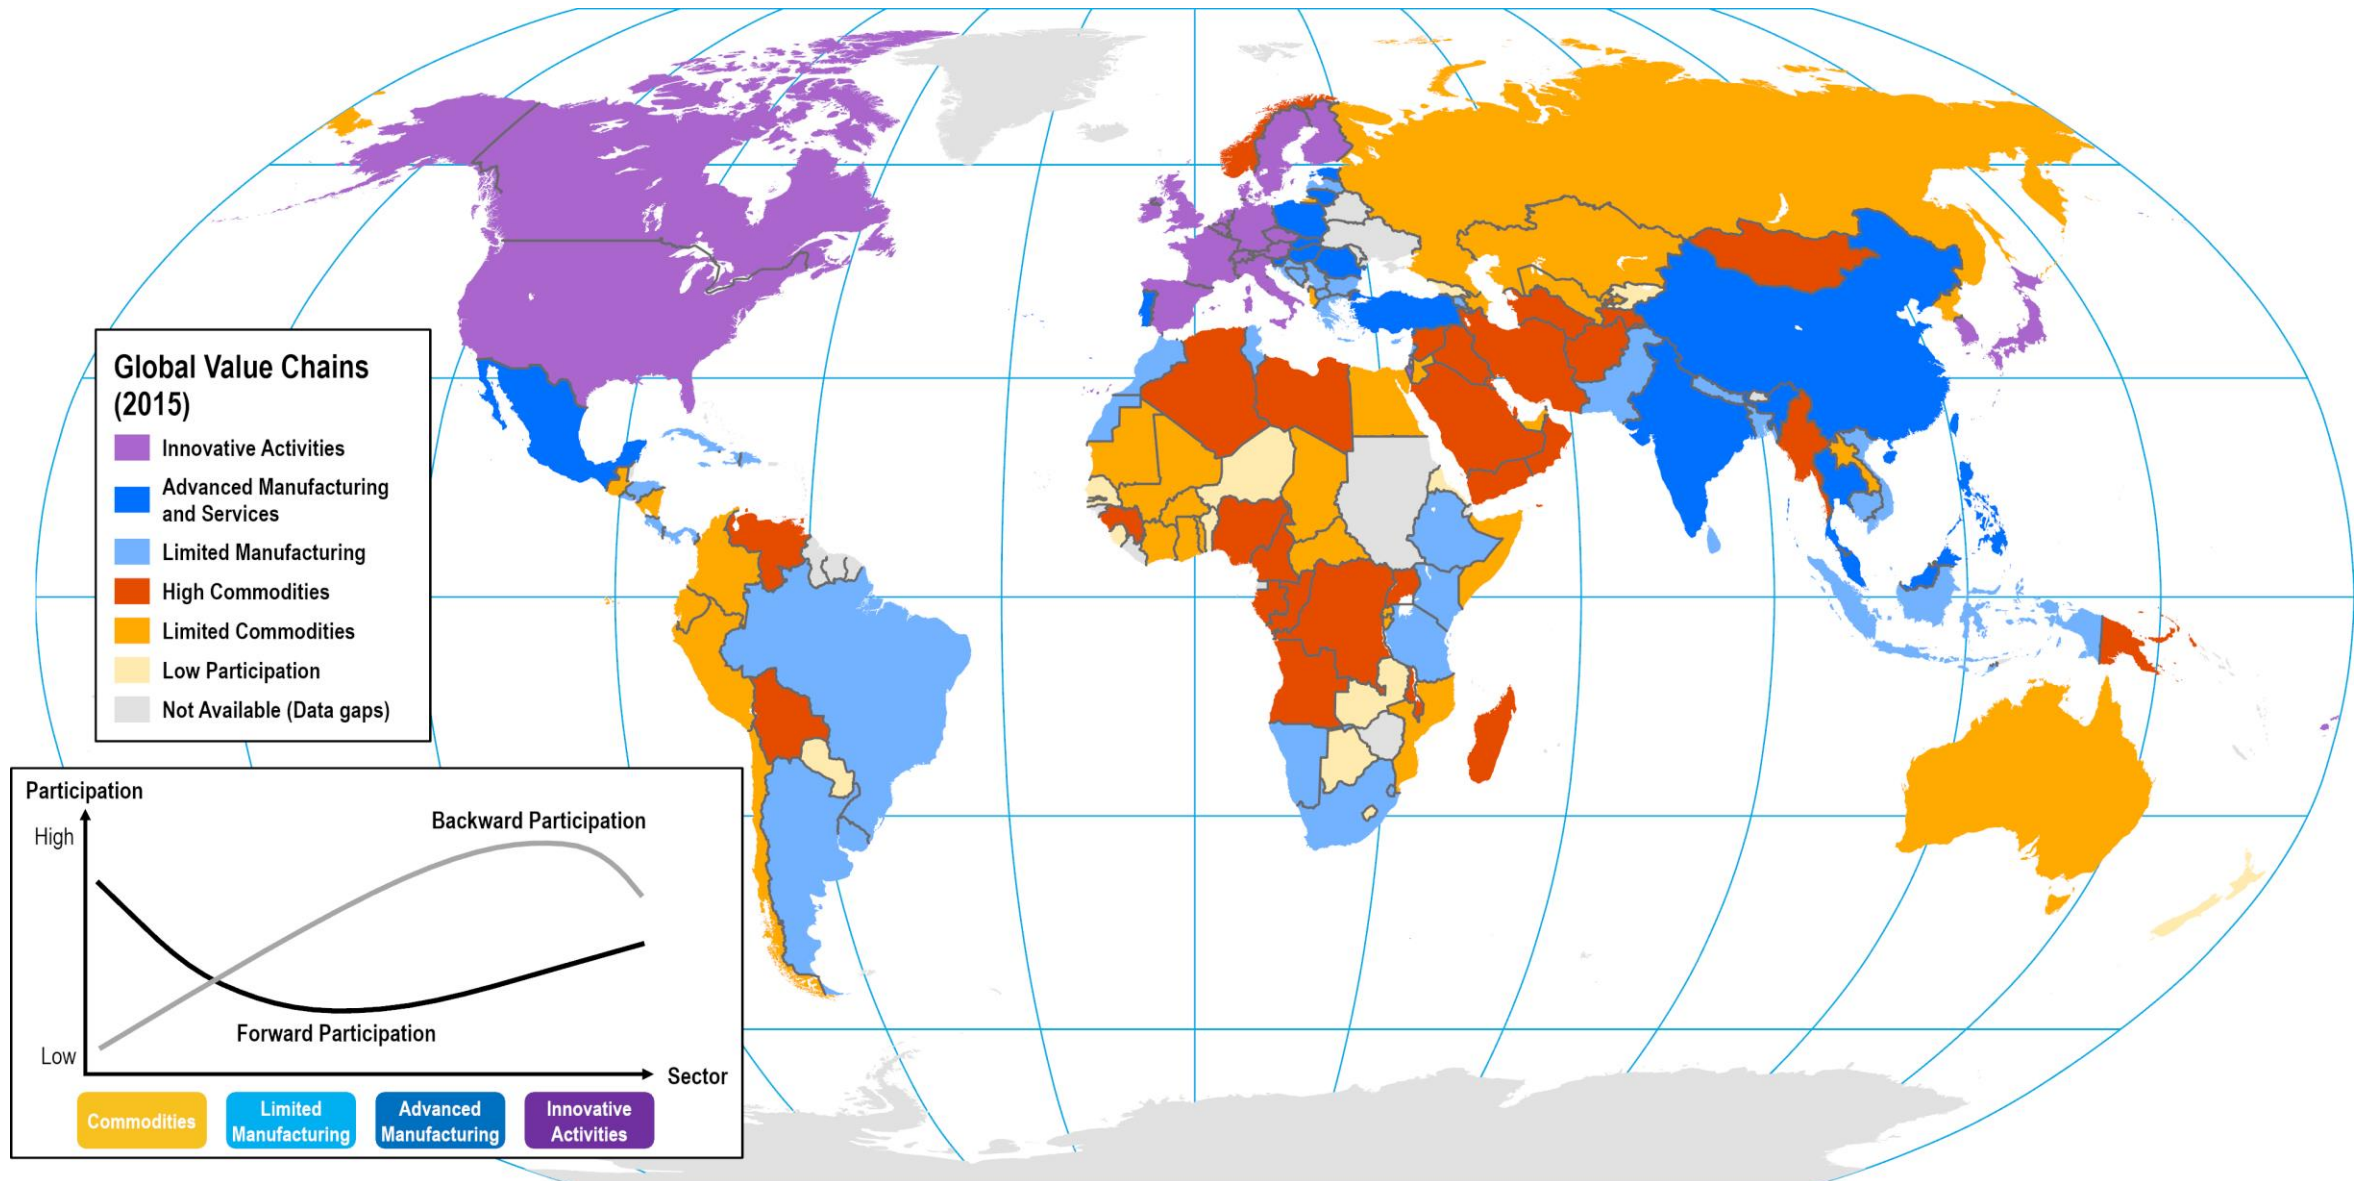 Global Value Chains
(2015)
Innovative Activities
Advanced Manufacturing
and Services
Limited Manufacturing
High Commodities
Limited Commodities
Low Participation
Not Available (Data gaps)
Participation
High
Backward Participation
Forward Participation
Low
Sector
Commodities
Limited
Manufacturing
Advanced
Manufacturing
Innovative
Activities